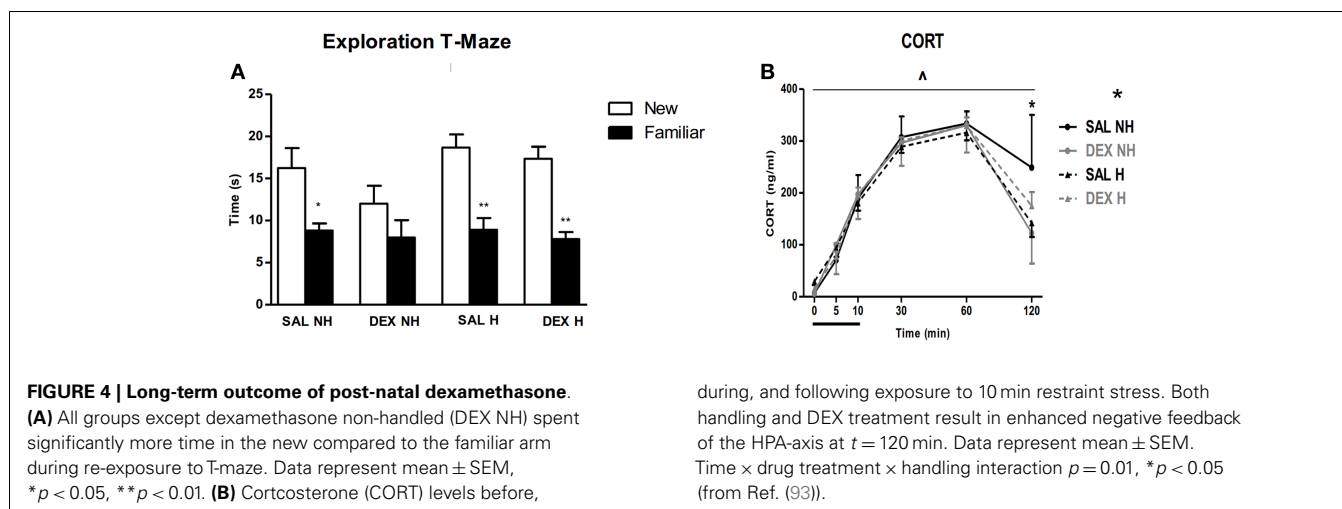 Exploration T-Maze
A
25
20
15
10
5
0
Time (s)
New
Familiar
*
**
**
SAL NH
DEX NH
SAL H
DEX H
CORT
B
400
300
200
100
0
CORT (ng/ml)
^
*
*
SAL NH
DEX NH
SAL H
DEX H
0 5 10 30 60 120
Time (min)
FIGURE 4 | Long-term outcome of post-natal dexamethasone.
(A) All groups except dexamethasone non-handled (DEX NH) spent
significantly more time in the new compared to the familiar arm
during re-exposure to T-maze. Data represent mean ± SEM,
*p < 0.05, **p < 0.01. (B) Cortcosterone (CORT) levels before,
during, and following exposure to 10 min restraint stress. Both
handling and DEX treatment result in enhanced negative feedback
of the HPA-axis at t = 120 min. Data represent mean ± SEM.
Time × drug treatment × handling interaction p = 0.01, *p < 0.05
(from Ref. (93)).